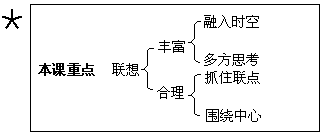 融入时空
丰富
多方思考
本课重点 联想
抓住联点
合理
围绕中心